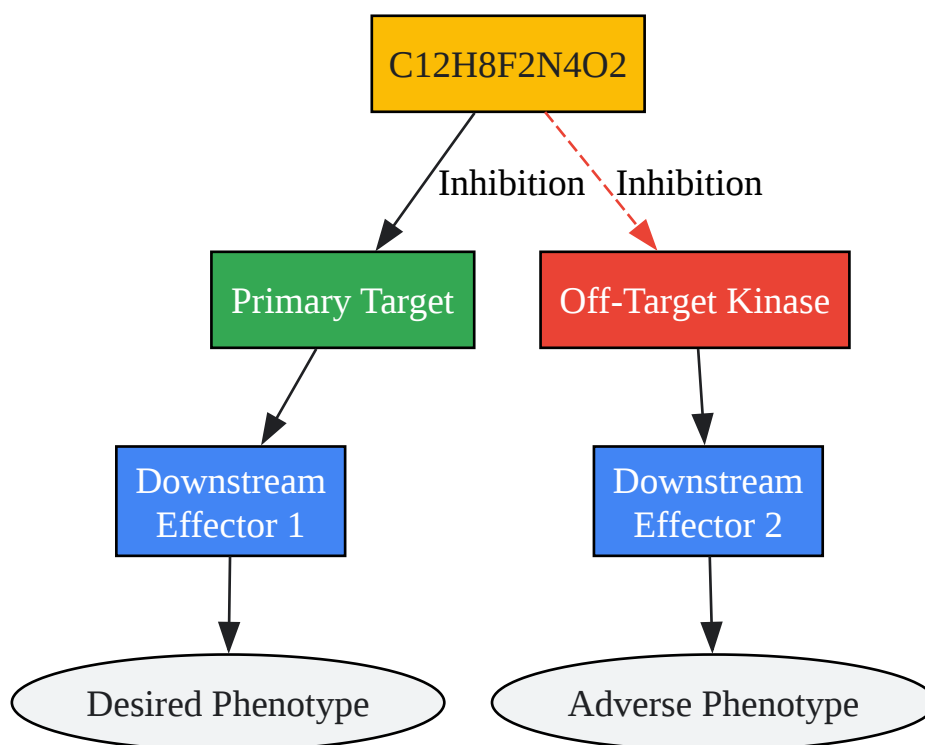 C12H8F2N4O2
Inhibition
Inhibition
Primary Target
Off-Target Kinase
Downstream
Effector 1
Downstream
Effector 2
Desired Phenotype
Adverse Phenotype